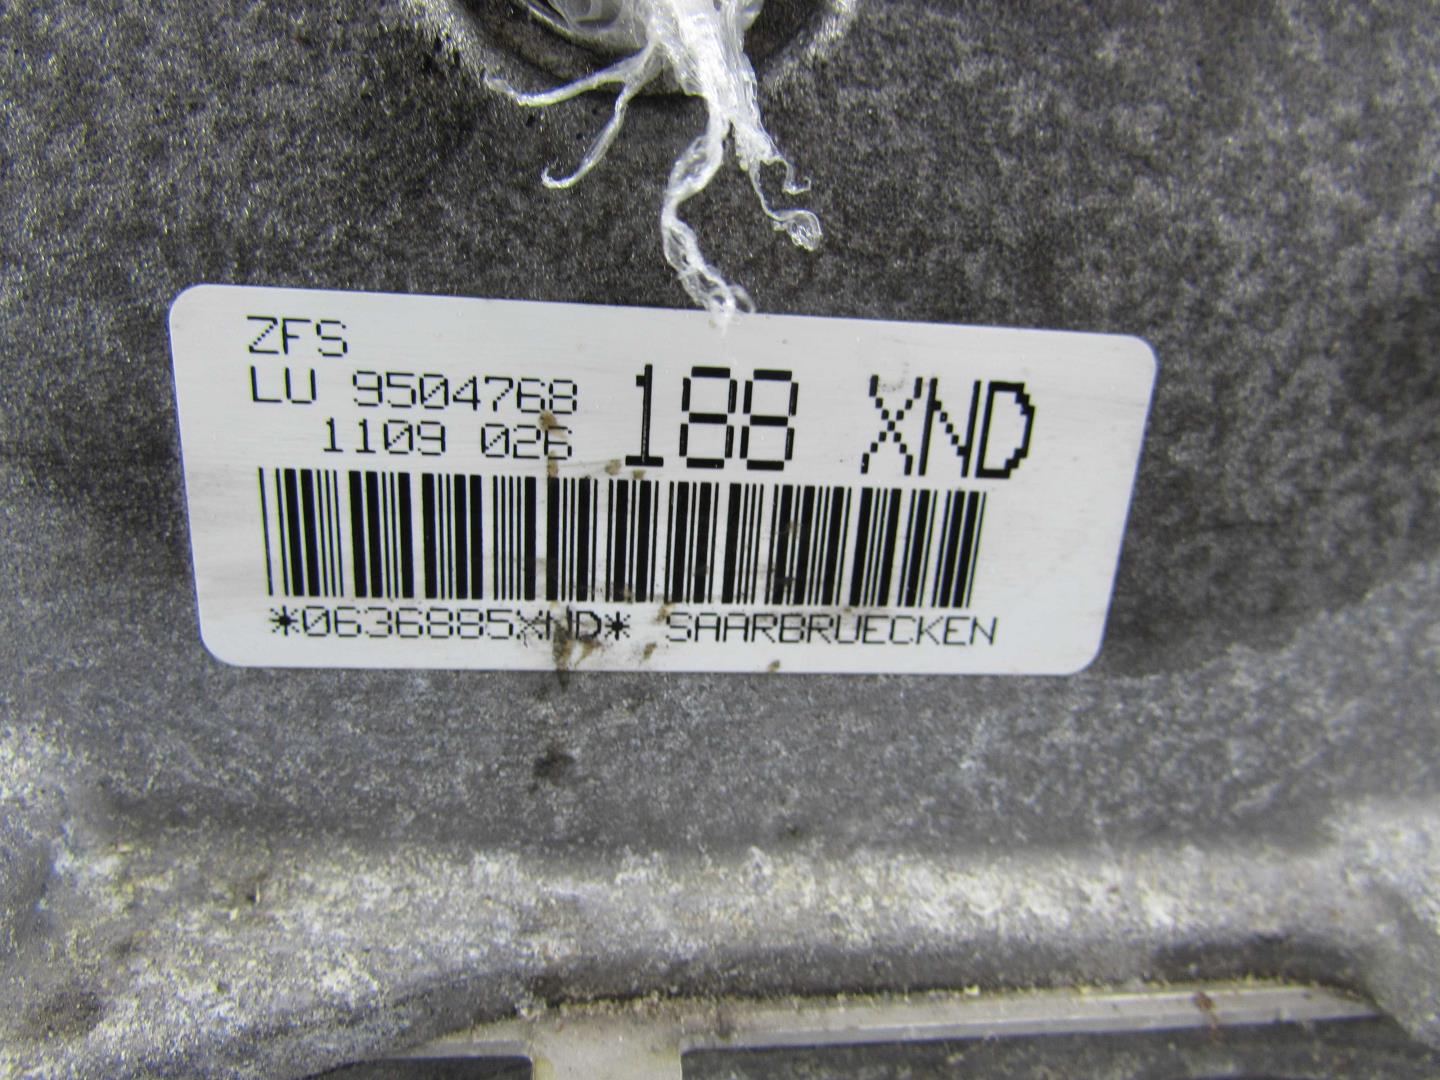 ZFS
LU 9504768 188 XND
1109 026
*0636885XND* SAARBRUECKEN